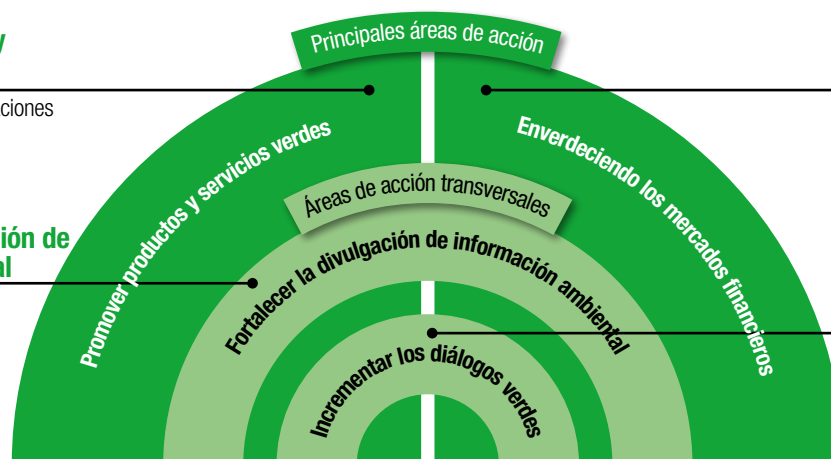 Principales áreas de acción
y
ciones
Promover productos y servicios verdes
Enverdeciendo los mercados financieros
Áreas de acción transversales
ión de
al
Fortalecer la divulgación de información ambiental
Incrementar los diálogos verdes